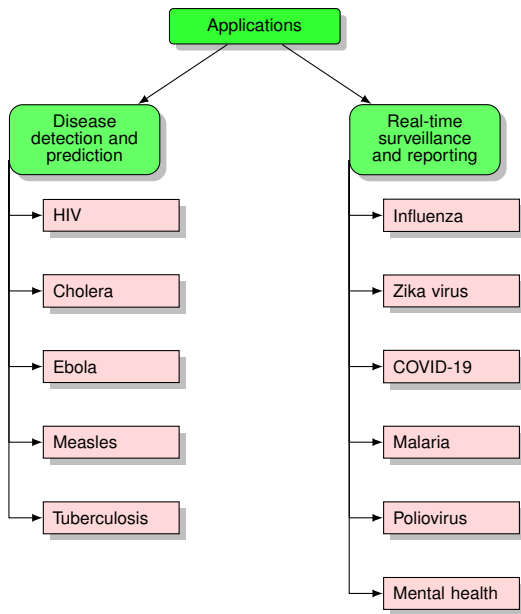 Applications
Disease
detection and
prediction
HIV
Cholera
Ebola
Measles
Tuberculosis
Real-time
surveillance
and reporting
Influenza
Zika virus
COVID-19
Malaria
Poliovirus
Mental health